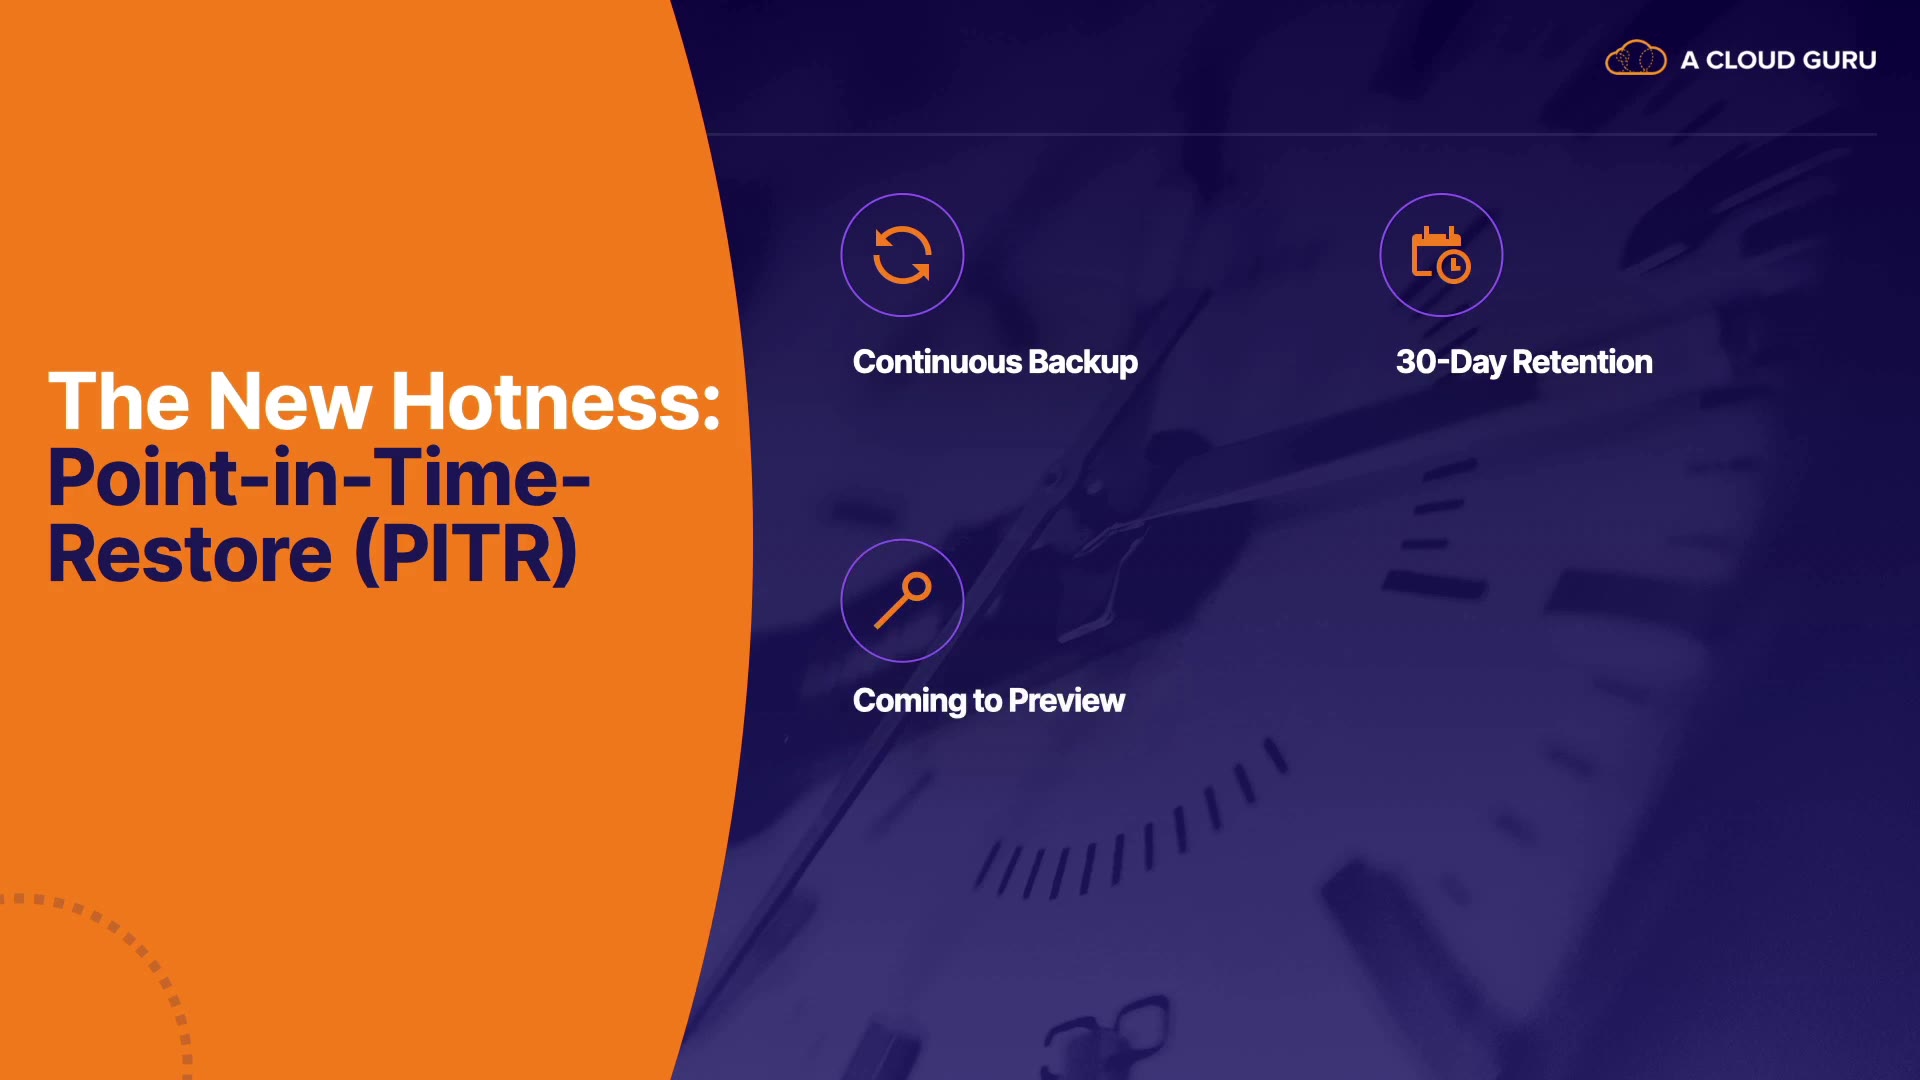 A CLOUD GURU
The New Hotness:
Point-in-Time-
Restore (PITR)
Continuous Backup
30-Day Retention
Coming to Preview